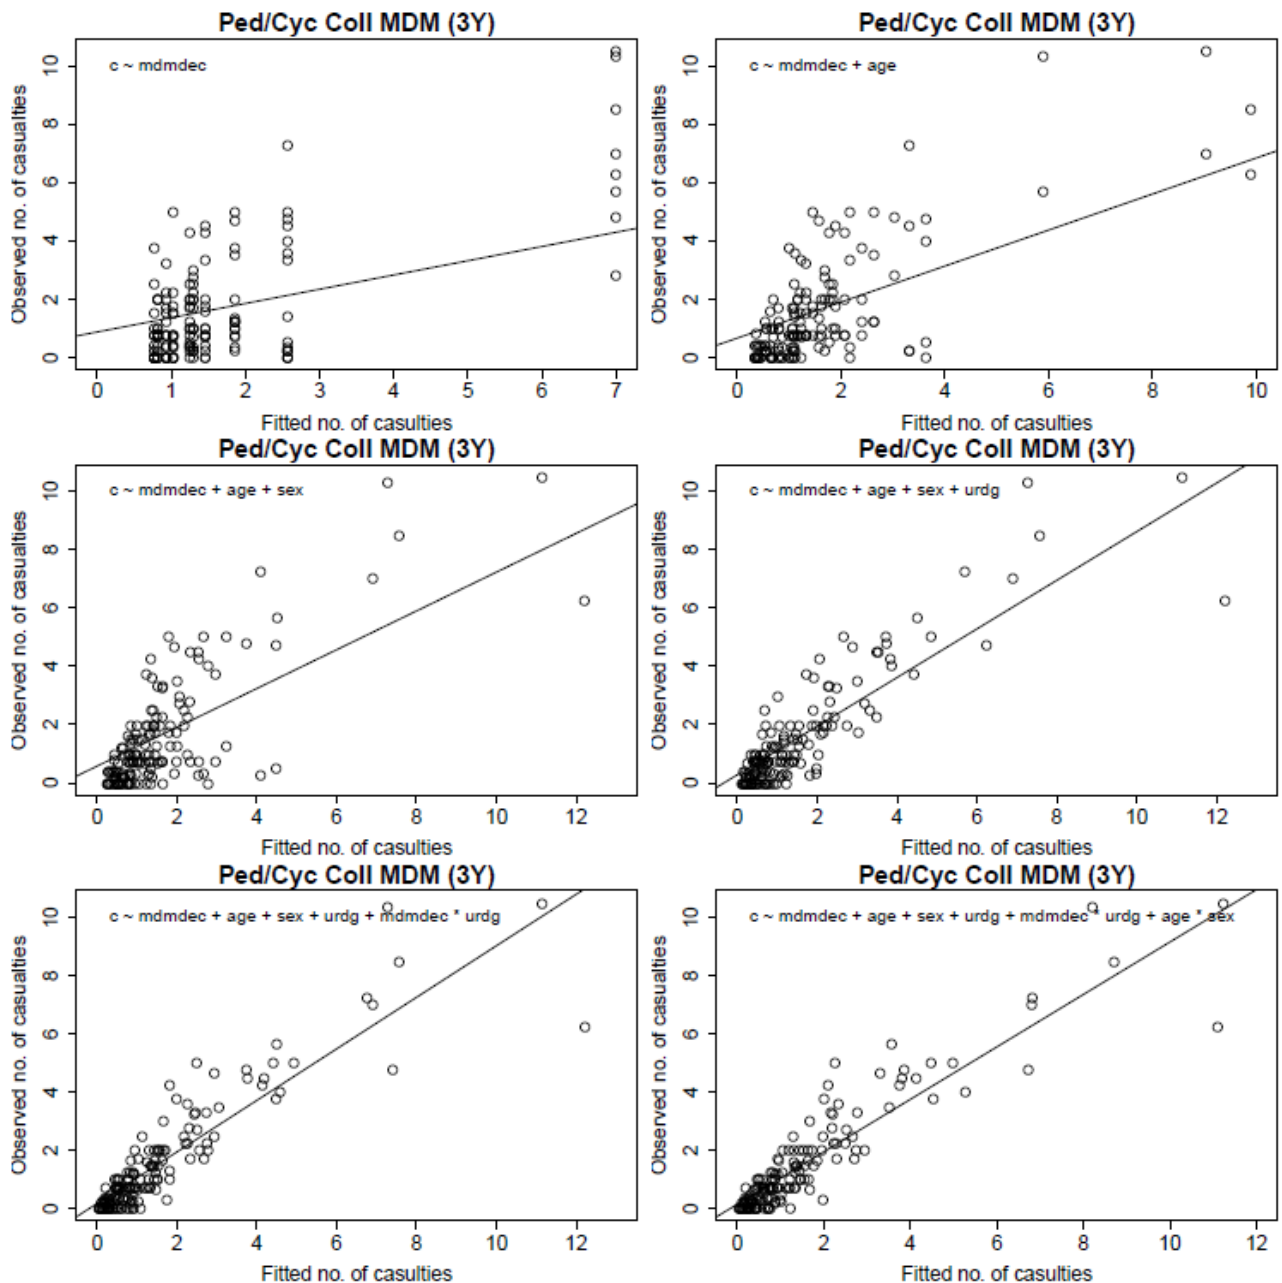 Ped/Cyc Coll MDM (3Y)
c ~ mdmdec
Observed no. of casualties
0 2 4 6 8 10
0 1 2 3 4 5 6 7
Fitted no. of casulties
Ped/Cyc Coll MDM (3Y)
c ~ mdmdec + age
Observed no. of casualties
0 2 4 6 8 10
0 2 4 6 8 10
Fitted no. of casulties
Ped/Cyc Coll MDM (3Y)
c ~ mdmdec + age + sex
Observed no. of casualties
0 2 4 6 8 10
0 2 4 6 8 10 12
Fitted no. of casulties
Ped/Cyc Coll MDM (3Y)
c ~ mdmdec + age + sex + urdg
Observed no. of casualties
0 2 4 6 8 10
0 2 4 6 8 10 12
Fitted no. of casulties
Ped/Cyc Coll MDM (3Y)
c ~ mdmdec + age + sex + urdg + mdmdec * urdg
Observed no. of casualties
0 2 4 6 8 10
0 2 4 6 8 10 12
Fitted no. of casulties
Ped/Cyc Coll MDM (3Y)
c ~ mdmdec + age + sex + urdg + mdmdec * urdg + age * sex
Observed no. of casualties
0 2 4 6 8 10
0 2 4 6 8 10 12
Fitted no. of casulties